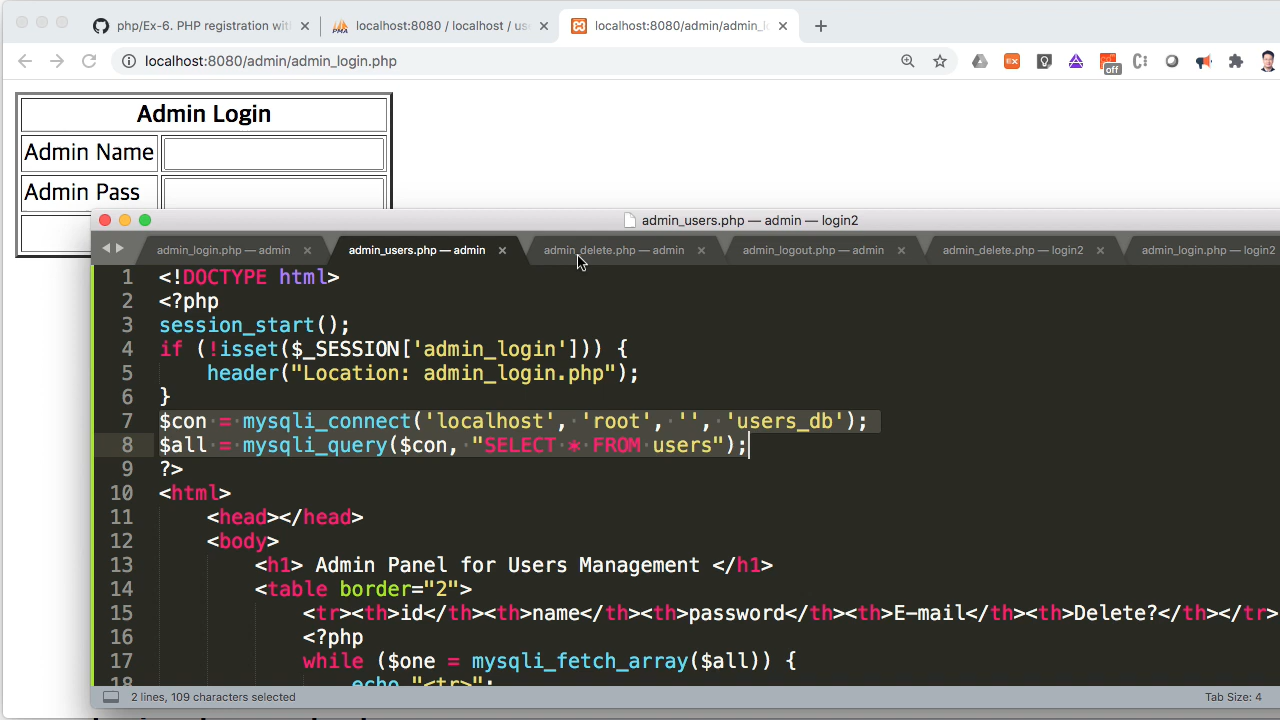 php/Ex-6. PHP registration with
localhost:8080 / localhost / use
localhost:8080/admin/admin_l
localhost:8080/admin/admin_login.php
off
Admin Login
Admin Name
Admin Pass
admin_users.php — admin — login2
admin_login.php — admin
admin_users.php — admin
admin_delete.php — admin
admin_logout.php — admin
admin_delete.php — login2
admin_login.php — login2
1 <!DOCTYPE html>
2 <?php
3 session_start();
4 if (!isset($_SESSION['admin_login'])) {
5 header("Location: admin_login.php");
6 }
7 $con = mysqli_connect('localhost', 'root', '', 'users_db');
8 $all = mysqli_query($con, "SELECT * FROM users");
9 ?>
10 <html>
11 <head></head>
12 <body>
13 <h1> Admin Panel for Users Management </h1>
14 <table border="2">
15 <tr><th>id</th><th>name</th><th>password</th><th>E-mail</th><th>Delete?</th></tr>
16 <?php
17 while ($one = mysqli_fetch_array($all)) {
18 echo "<tr>";
2 lines, 109 characters selected
Tab Size: 4